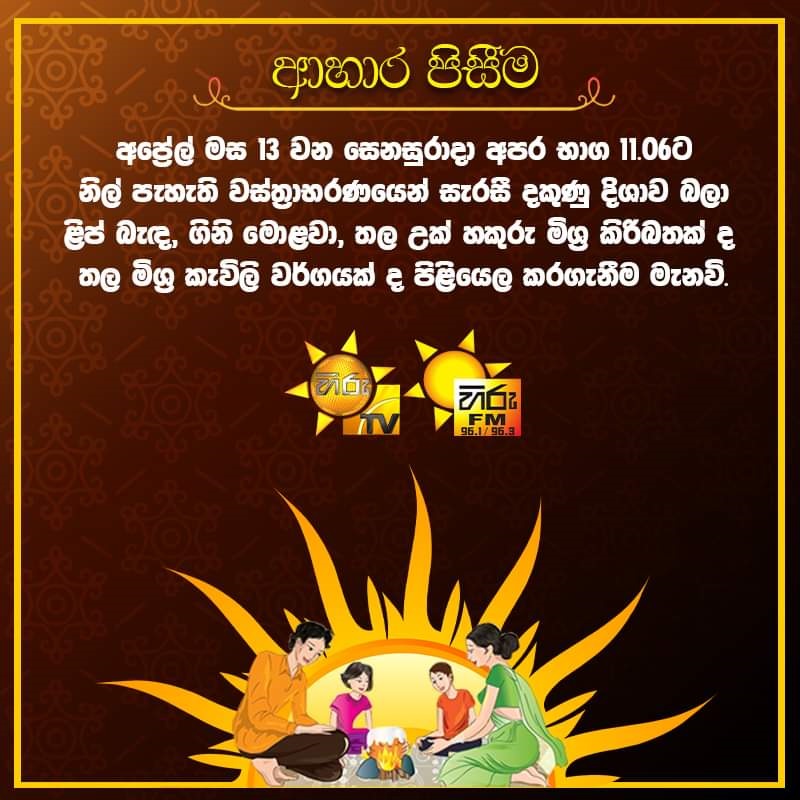 ආහාර පිසීම
අප්‍රේල් මස 13 වන සෙනසුරාදා අපර භාග 11.06ට
නිල් පැහැති වස්ත්‍රාභරණයෙන් සැරසී දකුණු දිශාව බලා
ළිප් බැඳ, ගිනි මොළවා, තල උක් හකුරු මිශ්‍ර කිරිබතක් ද
තල මිශ්‍ර කැවිලි වර්ගයක් ද පිළියෙල කරගැනීම මැනවි.
හිරු TV
හිරු FM
96.1 / 96.3